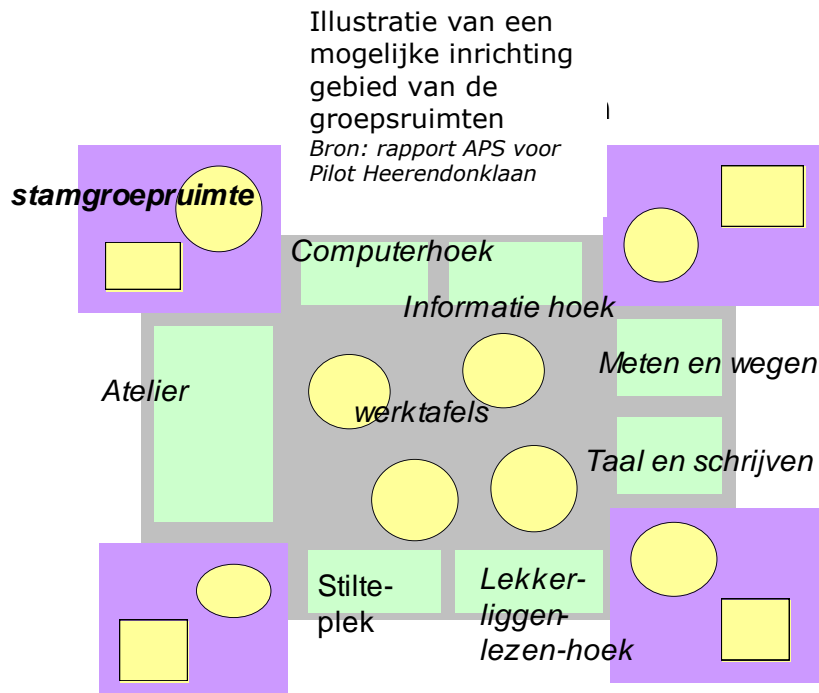 Illustratie van een
mogelijke inrichting
gebied van de
groepsruimten
Bron: rapport APS voor
Pilot Heerendonklaan
stamgroepruimte
Computerhoek
Informatie hoek
Atelier
werktafels
Meten en wegen
Taal en schrijven
Stilte-
plek
Lekker-
liggen-
lezen-hoek